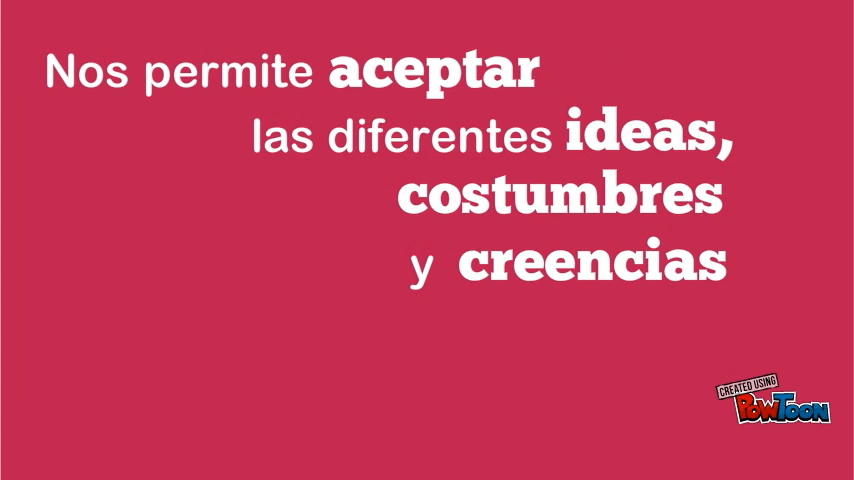 Nos permite aceptar
las diferentes ideas,
costumbres
y creencias
CREATED USING
POWTOON